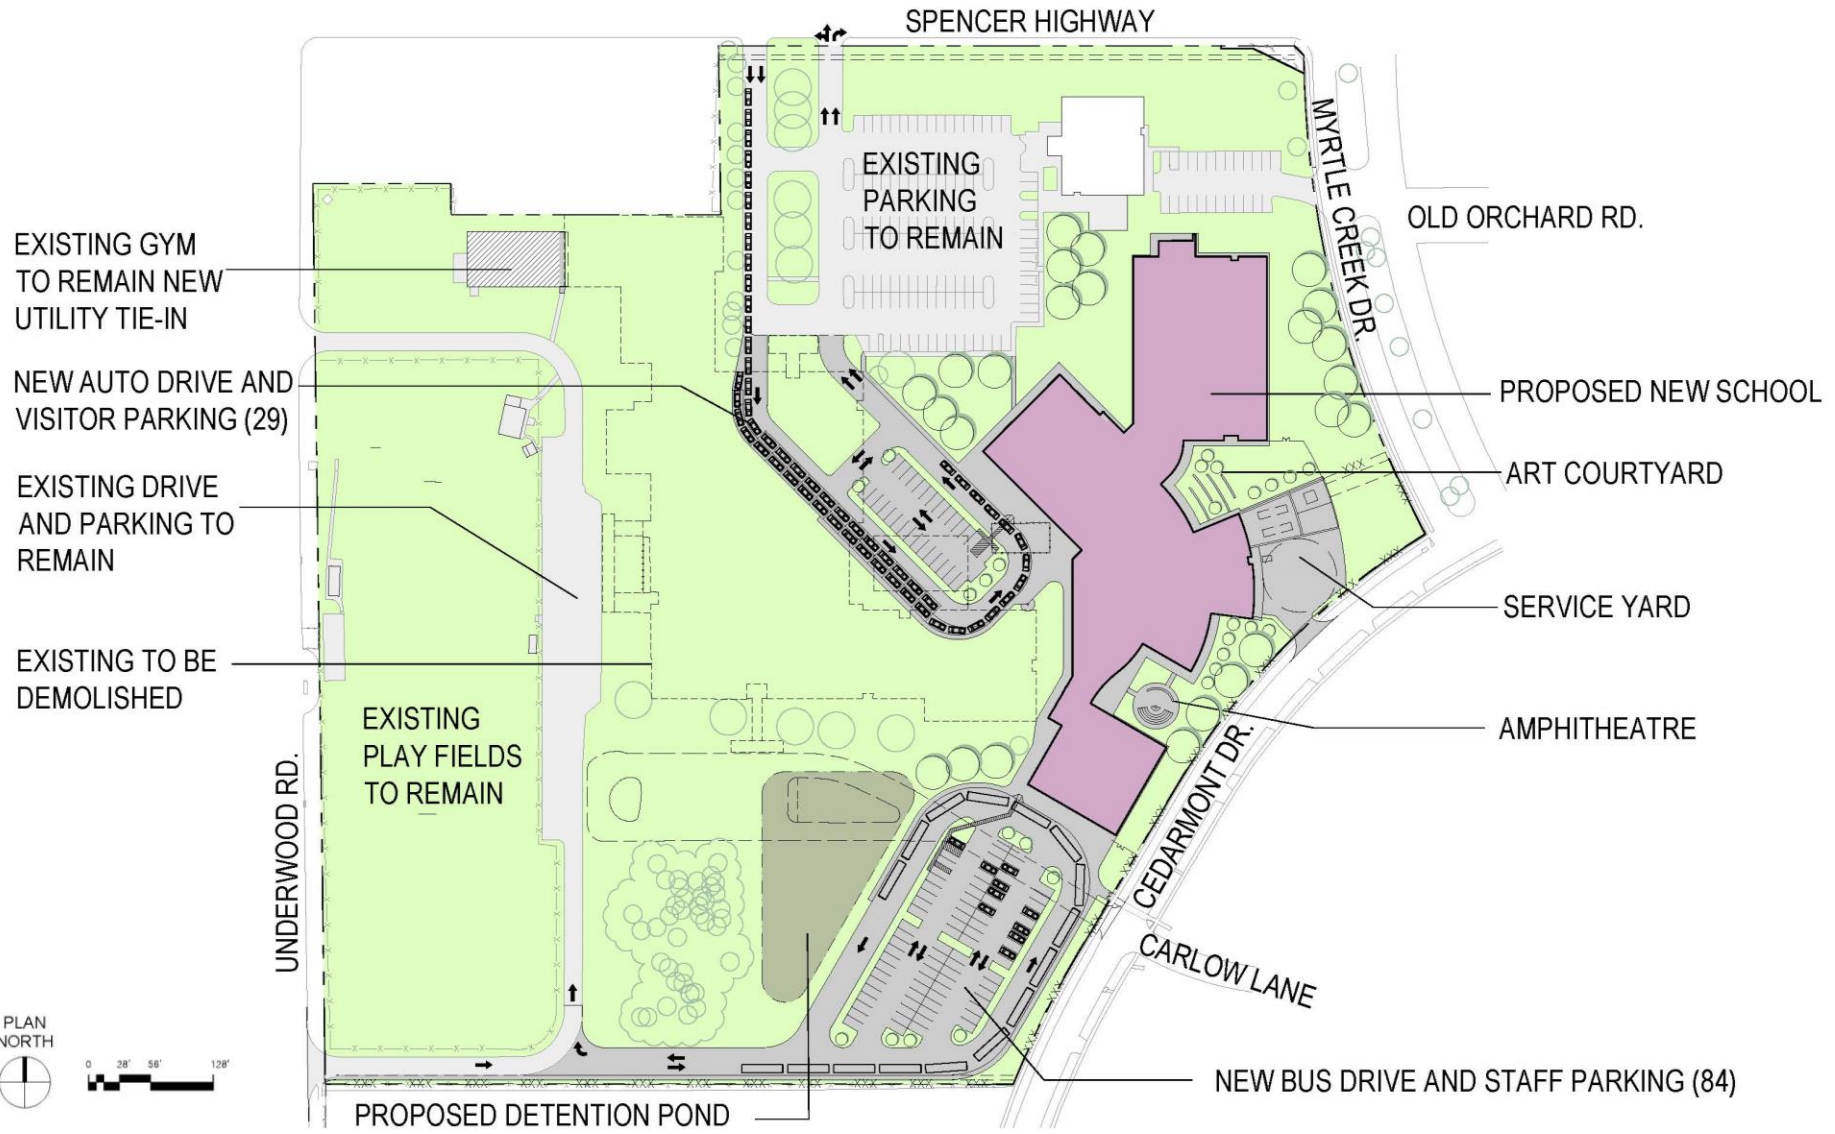 SPENCER HIGHWAY
MYRTLE CREEK DR.
OLD ORCHARD RD.
EXISTING
PARKING
TO REMAIN
EXISTING GYM
TO REMAIN NEW
UTILITY TIE-IN
NEW AUTO DRIVE AND
VISITOR PARKING (29)
EXISTING DRIVE
AND PARKING TO
REMAIN
EXISTING TO BE
DEMOLISHED
PROPOSED NEW SCHOOL
ART COURTYARD
SERVICE YARD
AMPHITHEATRE
EXISTING
PLAY FIELDS
TO REMAIN
UNDERWOOD RD.
CEDARMONT DR.
CARLOW LANE
PLAN
NORTH
0 28' 56' 128'
NEW BUS DRIVE AND STAFF PARKING (84)
PROPOSED DETENTION POND